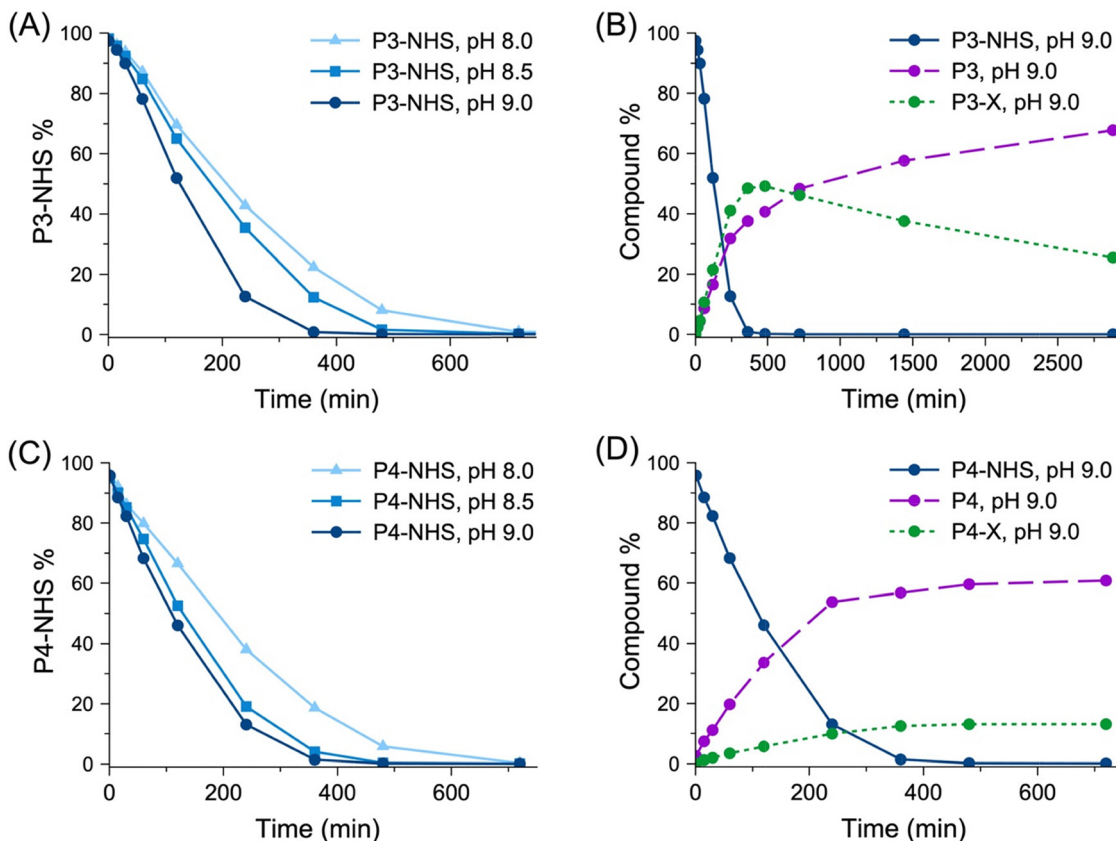 (A)
P3-NHS, pH 8.0
P3-NHS, pH 8.5
P3-NHS, pH 9.0
100
80
60
40
20
0
P3-NHS %
0 200 400 600
Time (min)
(B)
P3-NHS, pH 9.0
P3, pH 9.0
P3-X, pH 9.0
100
80
60
40
20
0
Compound %
0 500 1000 1500 2000 2500
Time (min)
(C)
P4-NHS, pH 8.0
P4-NHS, pH 8.5
P4-NHS, pH 9.0
100
80
60
40
20
0
P4-NHS %
0 200 400 600
Time (min)
(D)
P4-NHS, pH 9.0
P4, pH 9.0
P4-X, pH 9.0
100
80
60
40
20
0
Compound %
0 200 400 600
Time (min)